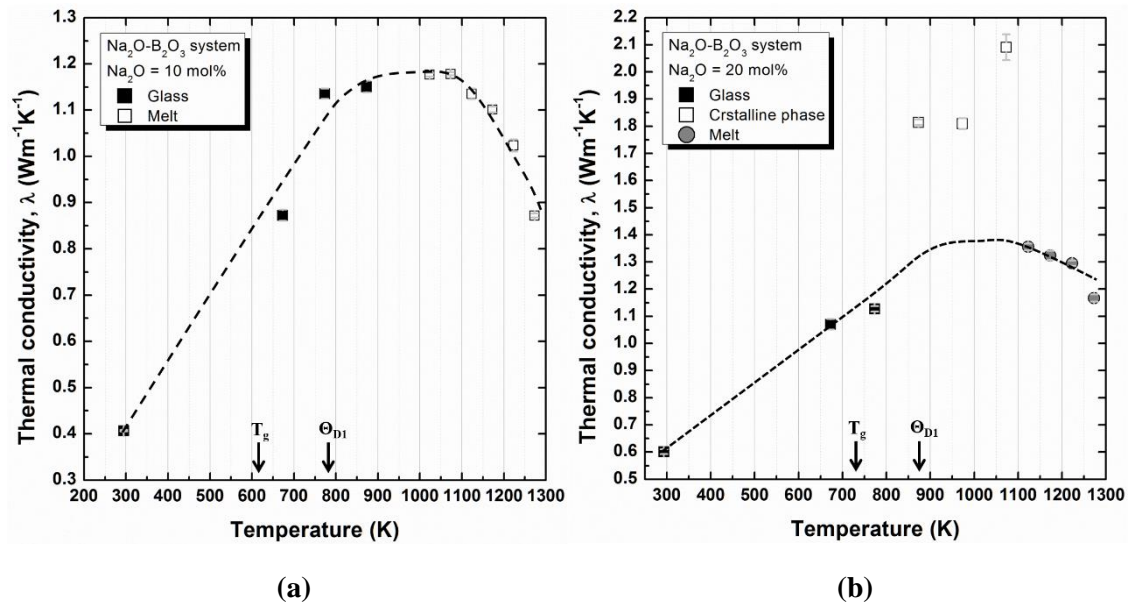 1.3
1.2
1.1
1.0
0.9
0.8
0.7
0.6
0.5
0.4
0.3
Thermal conductivity, λ (Wm⁻¹K⁻¹)
Na₂O-B₂O₃ system
Na₂O = 10 mol%
Glass
Melt
T_g
Θ_D1
200 300 400 500 600 700 800 900 1000 1100 1200 1300
Temperature (K)
(a)
2.2
2.1
2.0
1.9
1.8
1.7
1.6
1.5
1.4
1.3
1.2
1.1
1.0
0.9
0.8
0.7
0.6
0.5
Thermal conductivity, λ (Wm⁻¹K⁻¹)
Na₂O-B₂O₃ system
Na₂O = 20 mol%
Glass
Crstalline phase
Melt
T_g
Θ_D1
300 400 500 600 700 800 900 1000 1100 1200 1300
Temperature (K)
(b)